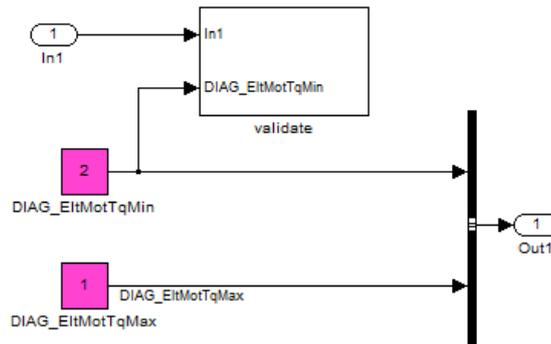 1
In1
In1
DIAG_EltMotTqMin
validate
2
DIAG_EltMotTqMin
1
Out1
1
DIAG_EltMotTqMax
DIAG_EltMotTqMax